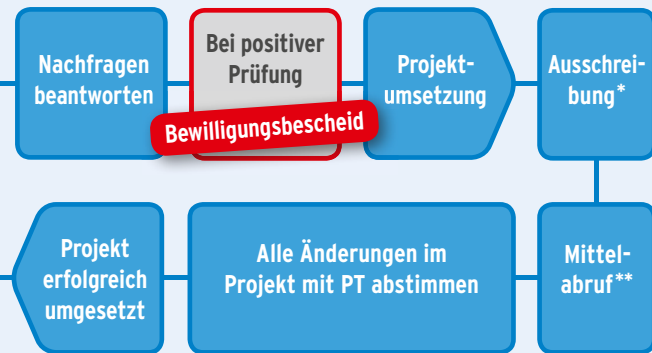 Nachfragen
beantworten
Bei positiver
Prüfung
Bewilligungsbescheid
Projekt-
umsetzung
Ausschrei-
bung*
Mittel-
abruf**
Alle Änderungen im
Projekt mit PT abstimmen
Projekt
erfolgreich
umgesetzt